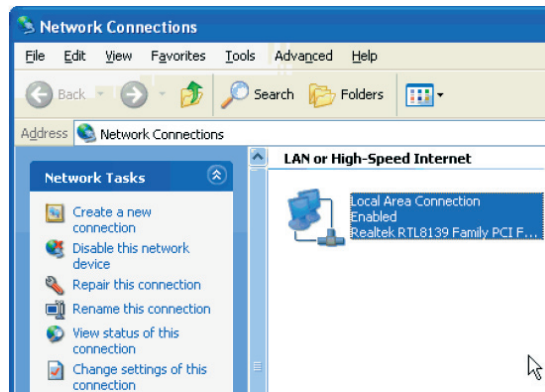 Network Connections
File Edit View Favorites Tools Advanced Help
Back Search Folders
Address Network Connections
Network Tasks
Create a new
connection
Disable this network
device
Repair this connection
Rename this connection
View status of this
connection
Change settings of this
connection
LAN or High-Speed Internet
Local Area Connection
Enabled
Realtek RTL8139 Family PCI F...